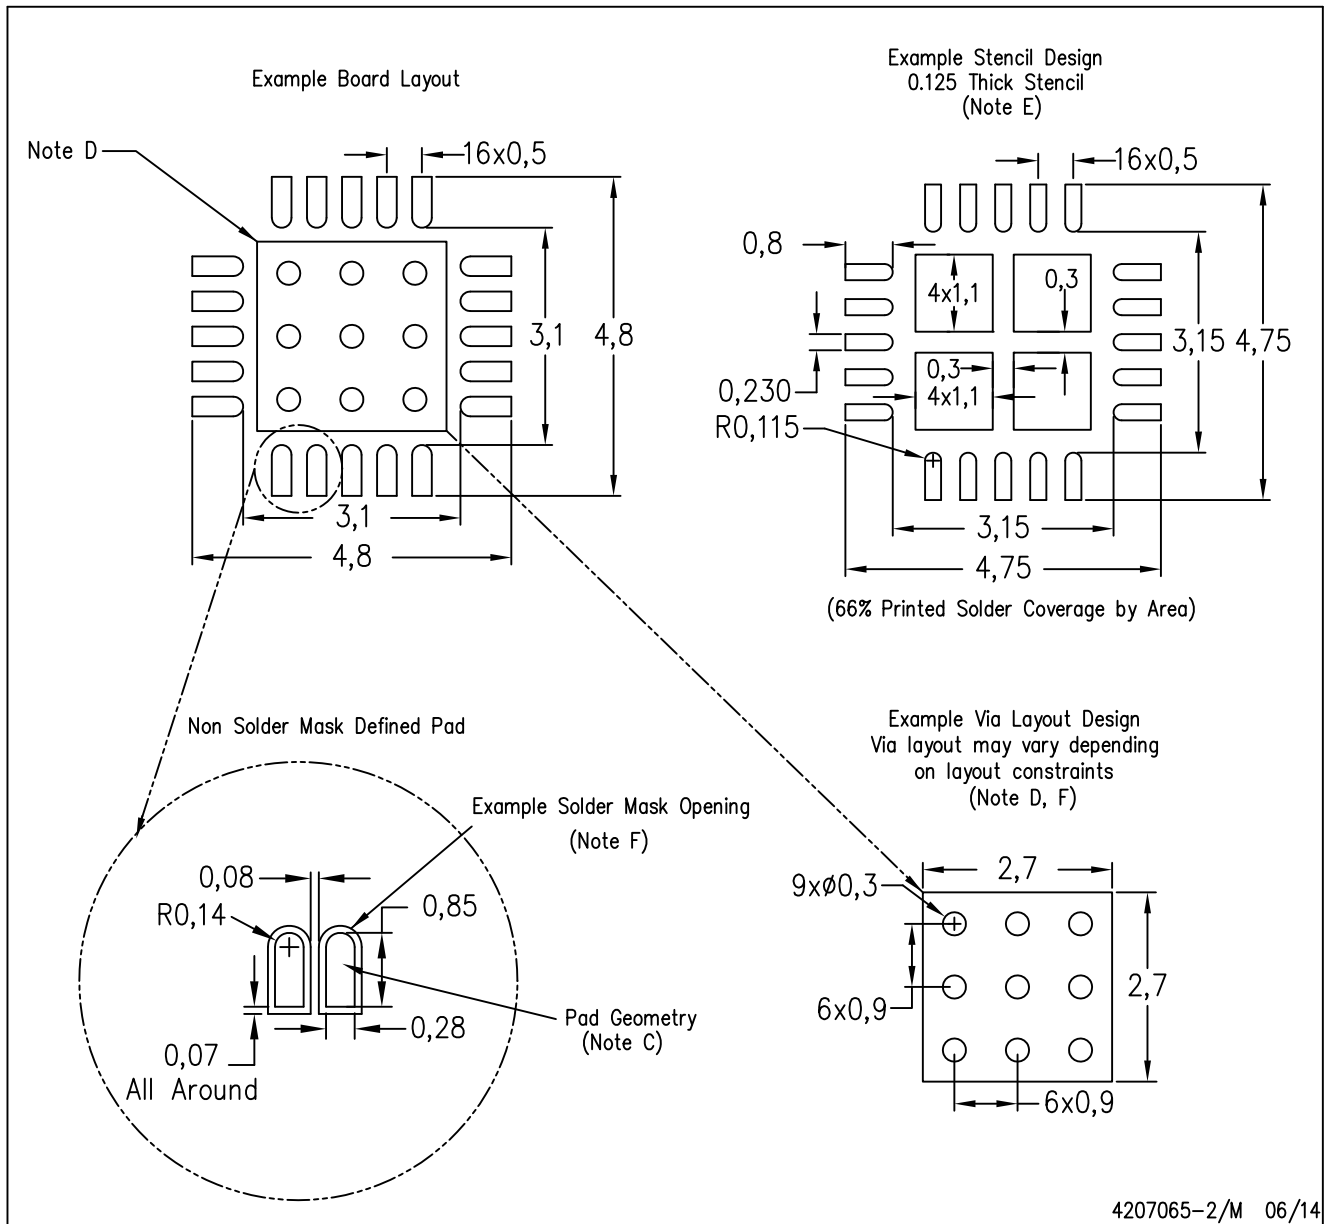 Example Board Layout
Note D
16x0,5
3,1
4,8
3,1
4,8
Example Stencil Design
0.125 Thick Stencil
(Note E)
16x0,5
0,8
4x1,1
0,3
3,15
4,75
0,230
0,3
4x1,1
R0,115
3,15
4,75
(66% Printed Solder Coverage by Area)
Non Solder Mask Defined Pad
Example Solder Mask Opening
(Note F)
0,08
R0,14
0,85
0,28
Pad Geometry
(Note C)
0,07
All Around
Example Via Layout Design
Via layout may vary depending
on layout constraints
(Note D, F)
2,7
9xø0,3
2,7
6x0,9
6x0,9
4207065-2/M 06/14